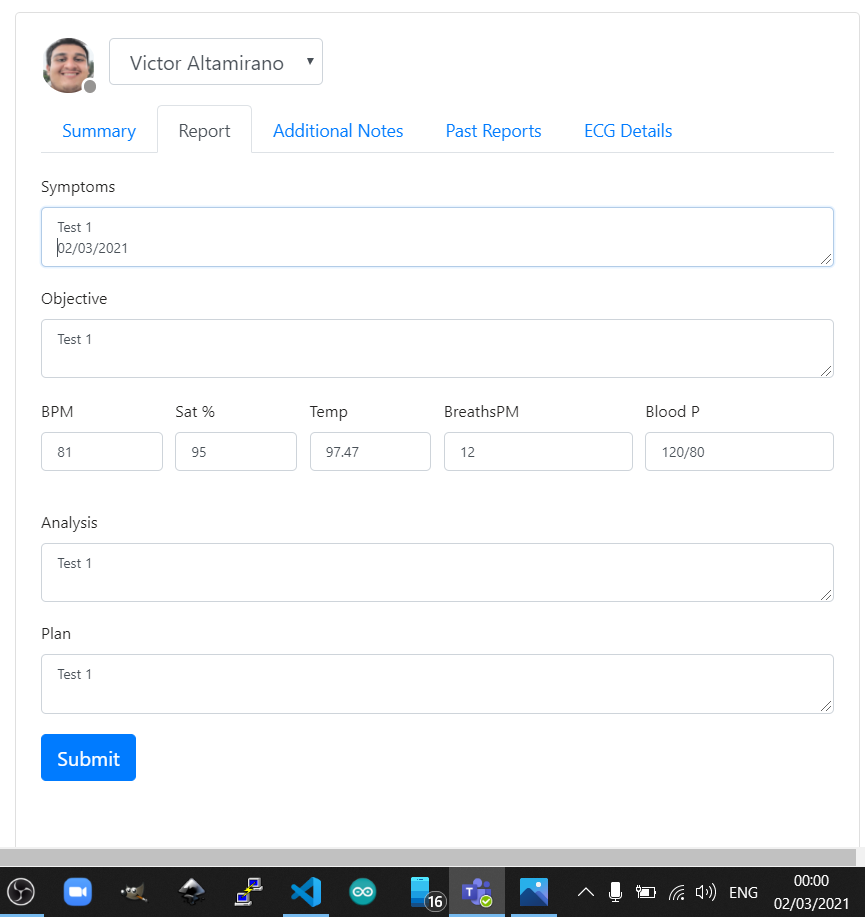 Victor Altamirano
Summary Report Additional Notes Past Reports ECG Details
Symptoms
Test 1
02/03/2021
Objective
Test 1
BPM Sat % Temp BreathsPM Blood P
81 95 97.47 12 120/80
Analysis
Test 1
Plan
Test 1
Submit
16 T ENG 00:00
02/03/2021